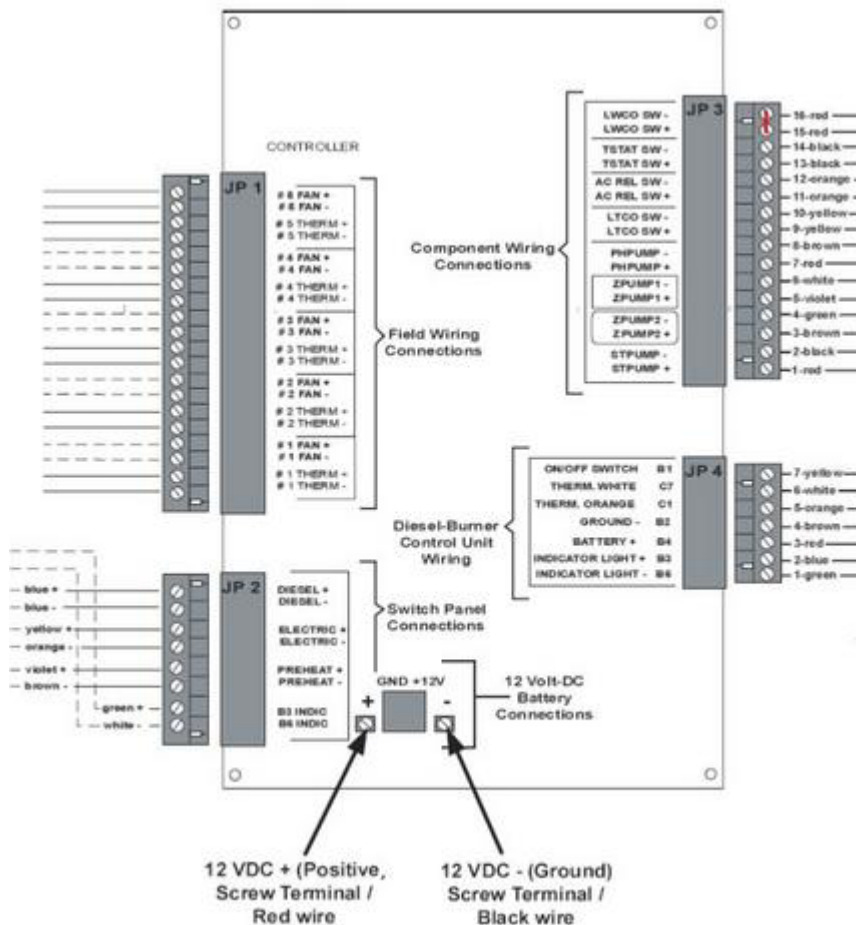 CONTROLLER
JP 1
# 6 FAN +
# 6 FAN -
# 5 THERM +
# 5 THERM -
# 4 FAN +
# 4 FAN -
# 4 THERM +
# 4 THERM -
# 3 FAN +
# 3 FAN -
# 3 THERM +
# 3 THERM -
# 2 FAN +
# 2 FAN -
# 2 THERM +
# 2 THERM -
# 1 FAN +
# 1 FAN -
# 1 THERM +
# 1 THERM -
Field Wiring
Connections
JP 3
LWCO SW -
LWCO SW +
TSTAT SW -
TSTAT SW +
AC REL SW -
AC REL SW +
LTCO SW -
LTCO SW +
PHPUMP -
PHPUMP +
ZPUMP1 -
ZPUMP1 +
ZPUMP2 -
ZPUMP2 +
STPUMP -
STPUMP +
Component Wiring
Connections
16-red
15-red
14-black
13-black
12-orange
11-orange
10-yellow
9-yellow
8-brown
7-red
6-white
5-violet
4-green
3-brown
2-black
1-red
JP 4
ON/OFF SWITCH B1
THERM. WHITE C7
THERM. ORANGE C1
GROUND - B2
BATTERY + B4
INDICATOR LIGHT + B3
INDICATOR LIGHT - B6
Diesel-Burner
Control Unit
Wiring
7-yellow
6-white
5-orange
4-brown
3-red
2-blue
1-green
JP 2
blue +
blue -
yellow +
orange -
violet +
brown -
green +
white -
DIESEL +
DIESEL -
ELECTRIC +
ELECTRIC -
PREHEAT +
PREHEAT -
B3 INDIC
B6 INDIC
Switch Panel
Connections
GND +12V
+ -
12 Volt-DC
Battery
Connections
12 VDC + (Positive,
Screw Terminal /
Red wire
12 VDC - (Ground)
Screw Terminal /
Black wire